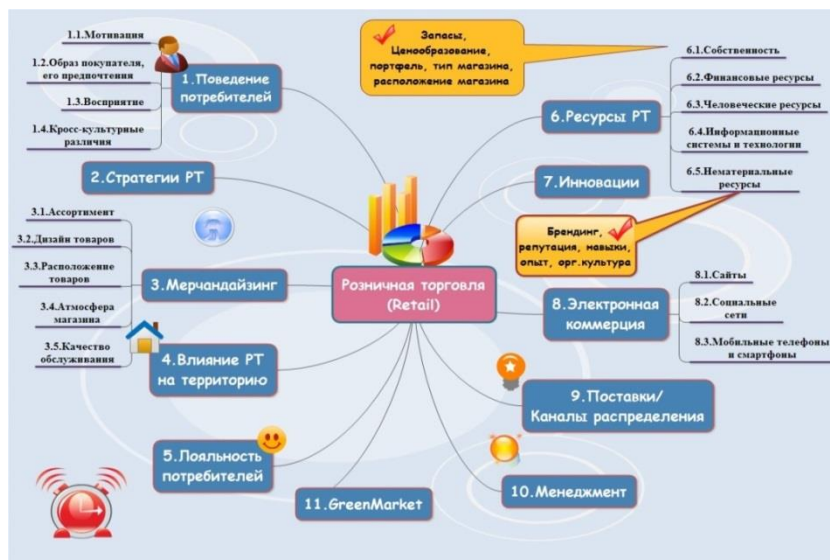 1.1.Мотивация
1.2.Образ покупателя,
его предпочтения
1.3.Восприятие
1.4.Кросс-культурные
различия
1.Поведение
потребителей
2.Стратегии РТ
3.1.Ассортимент
3.2.Дизайн товаров
3.3.Расположение
товаров
3.4.Атмосфера
магазина
3.5.Качество
обслуживания
3.Мерчандайзинг
4.Влияние РТ
на территорию
5.Лояльность
потребителей
11.GreenMarket
Розничная торговля
(Retail)
Запасы,
Ценообразование,
портфель, тип магазина,
расположение магазина
6.Ресурсы РТ
6.1.Собственность
6.2.Финансовые ресурсы
6.3.Человеческие ресурсы
6.4.Информационные
системы и технологии
6.5.Нематериальные
ресурсы
7.Инновации
Брендинг,
репутация, навыки,
опыт, орг.культура
8.Электронная
коммерция
8.1.Сайты
8.2.Социальные
сети
8.3.Мобильные телефоны
и смартфоны
9.Поставки/
Каналы распределения
10.Менеджмент